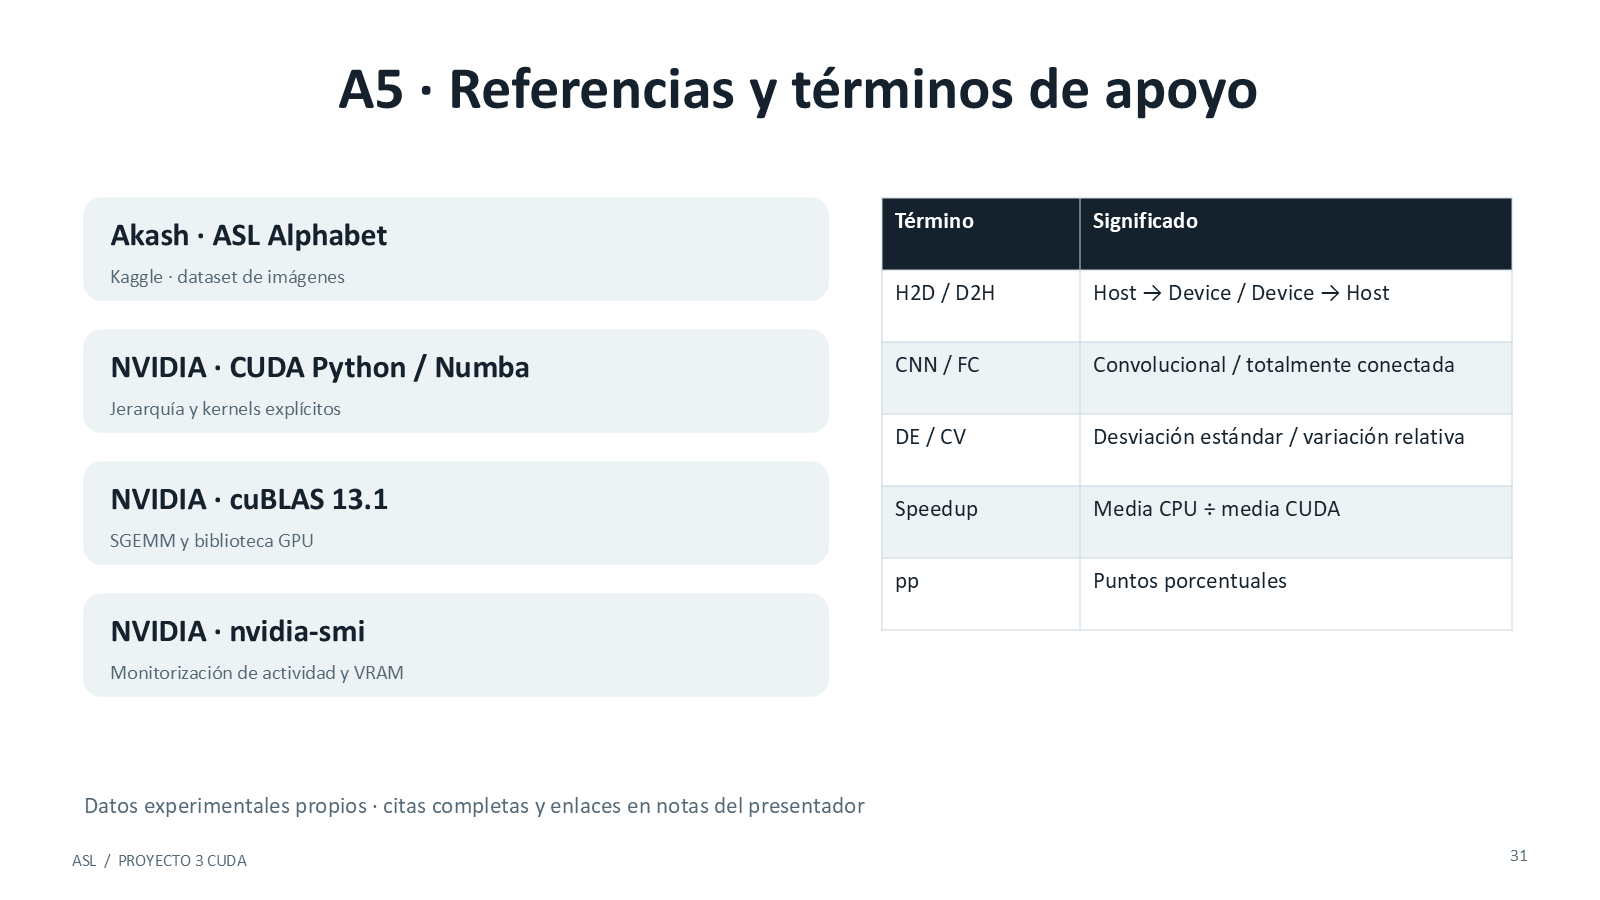 A5 · Referencias y términos de apoyo
Akash · ASL Alphabet
Kaggle · dataset de imágenes
NVIDIA · CUDA Python / Numba
Jerarquía y kernels explícitos
NVIDIA · cuBLAS 13.1
SGEMM y biblioteca GPU
NVIDIA · nvidia-smi
Monitorización de actividad y VRAM
Término Significado
H2D / D2H Host → Device / Device → Host
CNN / FC Convolucional / totalmente conectada
DE / CV Desviación estándar / variación relativa
Speedup Media CPU ÷ media CUDA
pp Puntos porcentuales
Datos experimentales propios · citas completas y enlaces en notas del presentador
ASL / PROYECTO 3 CUDA
31